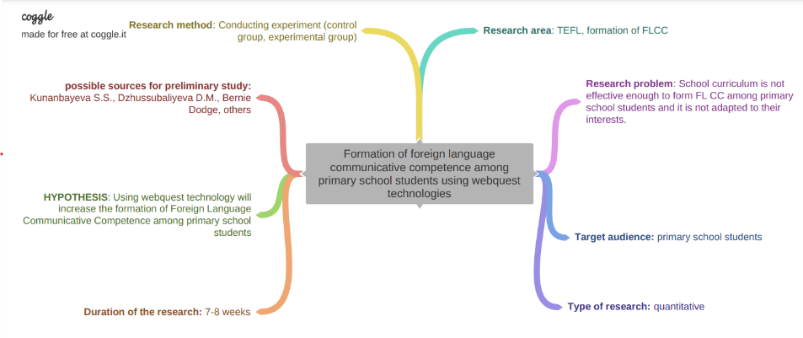 coggle
made for free at coggle.it
Research method: Conducting experiment (control
group, experimental group)
Research area: TEFL, formation of FLCC
possible sources for preliminary study:
Kunanbayeva S.S., Dzhussubaliyeva D.M., Bernie
Dodge, others
Research problem: School curriculum is not
effective enough to form FL CC among primary
school students and it is not adapted to their
interests.
Formation of foreign language
communicative competence among
primary school students using webquest
technologies
HYPOTHESIS: Using webquest technology will
increase the formation of Foreign Language
Communicative Competence among primary school
students
Target audience: primary school students
Duration of the research: 7-8 weeks
Type of research: quantitative